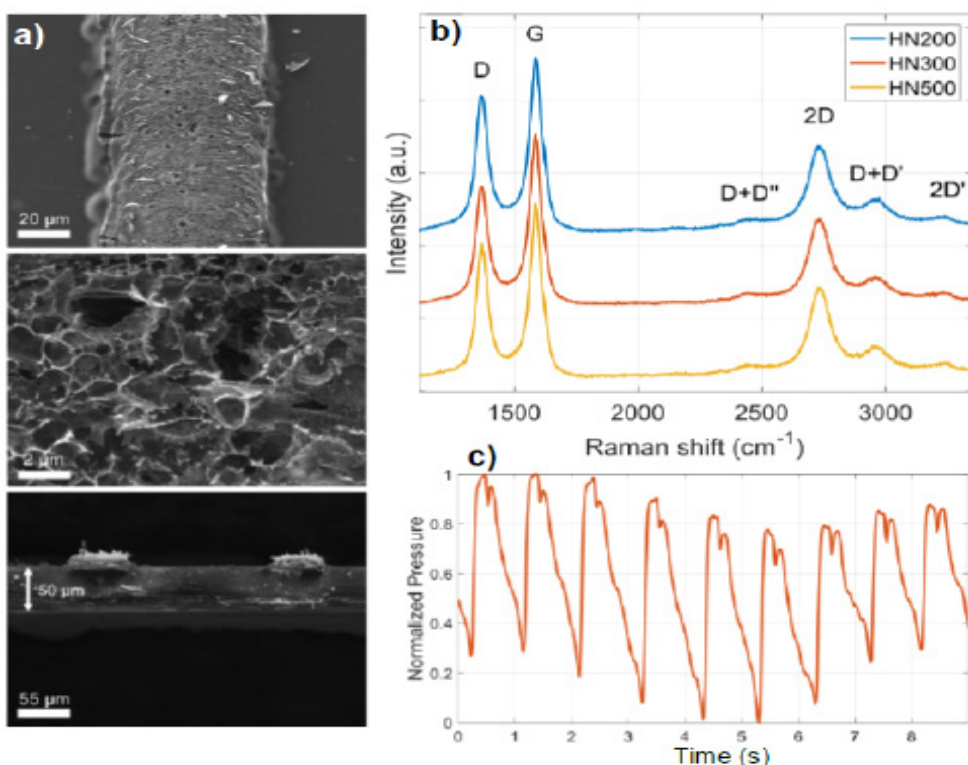 a)
20 µm
2 µm
50 µm
55 µm
b)
HN200
HN300
HN500
D
G
2D
D+D"
D+D'
2D'
Intensity (a.u.)
1500 2000 2500 3000
Raman shift (cm⁻¹)
c)
1
0.8
0.6
0.4
0.2
0
Normalized Pressure
0 1 2 3 4 5 6 7 8
Time (s)